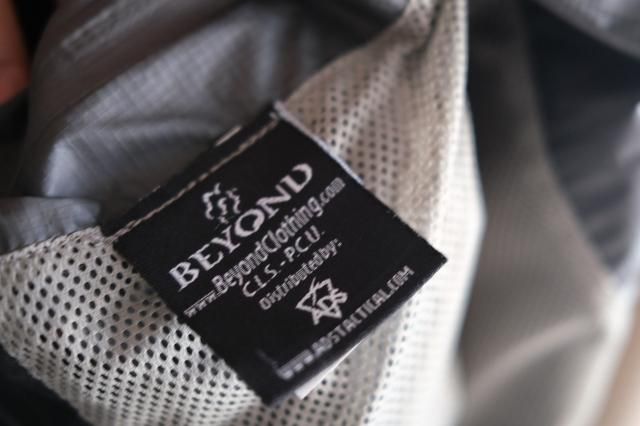 BEYOND
www.BeyondClothing.com
C.L.S.-P.C.U.
Distributed by:
ADS
www.ADSTACTICAL.COM